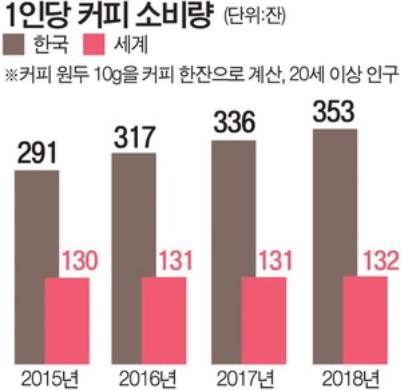 1인당 커피 소비량 (단위:잔)
한국 세계
※커피 원두 10g을 커피 한잔으로 계산, 20세 이상 인구
291 130
317 131
336 131
353 132
2015년 2016년 2017년 2018년